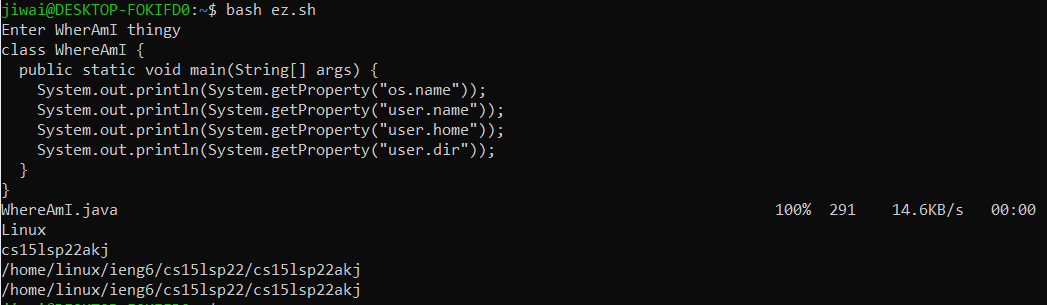 jiwai@DESKTOP-FOKIFD0:~$ bash ez.sh
Enter WherAmI thingy
class WhereAmI {
  public static void main(String[] args) {
    System.out.println(System.getProperty("os.name"));
    System.out.println(System.getProperty("user.name"));
    System.out.println(System.getProperty("user.home"));
    System.out.println(System.getProperty("user.dir"));
  }
}
WhereAmI.java 100% 291 14.6KB/s 00:00
Linux
cs15lsp22akj
/home/linux/ieng6/cs15lsp22/cs15lsp22akj
/home/linux/ieng6/cs15lsp22/cs15lsp22akj